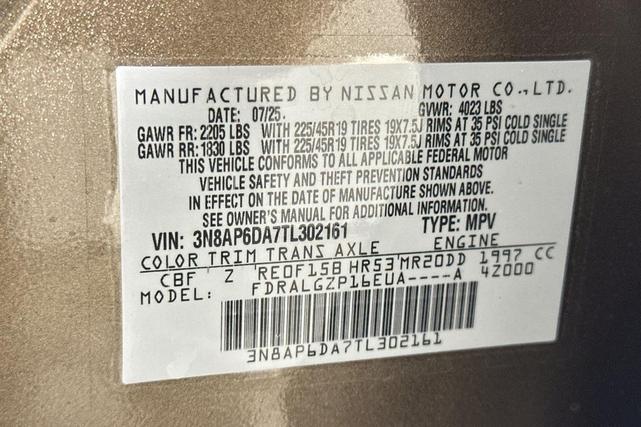 MANUFACTURED BY NISSAN MOTOR CO.,LTD.
DATE: 07/25. GVWR: 4023 LBS
GAWR FR: 2205 LBS WITH 225/45R19 TIRES 19X7.5J RIMS AT 35 PSI COLD SINGLE
GAWR RR: 1830 LBS WITH 225/45R19 TIRES 19X7.5J RIMS AT 35 PSI COLD SINGLE
THIS VEHICLE CONFORMS TO ALL APPLICABLE FEDERAL MOTOR
VEHICLE SAFETY AND THEFT PREVENTION STANDARDS
IN EFFECT ON THE DATE OF MANUFACTURE SHOWN ABOVE.
SEE OWNER'S MANUAL FOR ADDITIONAL INFORMATION.
VIN: 3N8AP6DA7TL302161 TYPE: MPV
COLOR TRIM TRANS AXLE ENGINE
CBF Z RE0F15B HR53 MR20DD 1997 CC
MODEL: FDRALGZP16EUA----A 4Z000
3N8AP6DA7TL302161